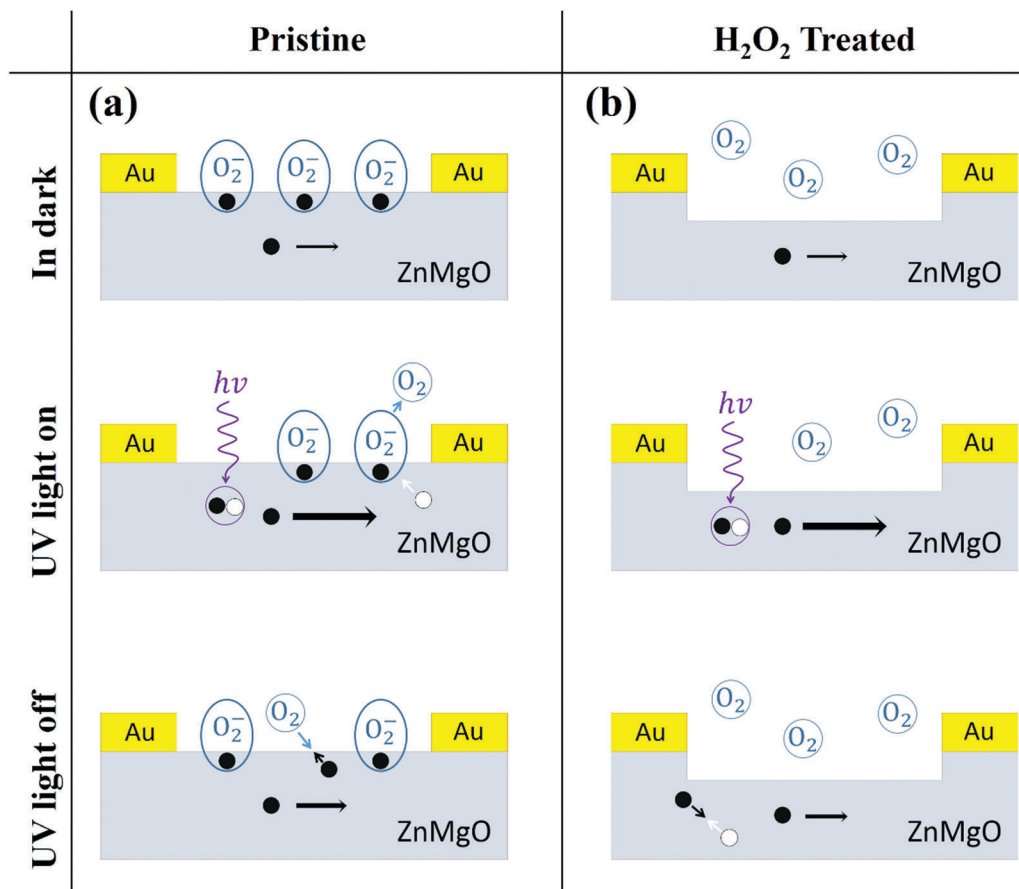 Pristine
H₂O₂ Treated
In dark
(a)
O₂⁻ O₂⁻ O₂⁻
Au Au
ZnMgO
(b)
O₂ O₂ O₂
Au Au
ZnMgO
UV light on
hv O₂
O₂⁻ O₂⁻
Au Au
ZnMgO
hv O₂ O₂
Au Au
ZnMgO
UV light off
O₂⁻ O₂ O₂⁻
Au Au
ZnMgO
O₂ O₂ O₂
Au Au
ZnMgO